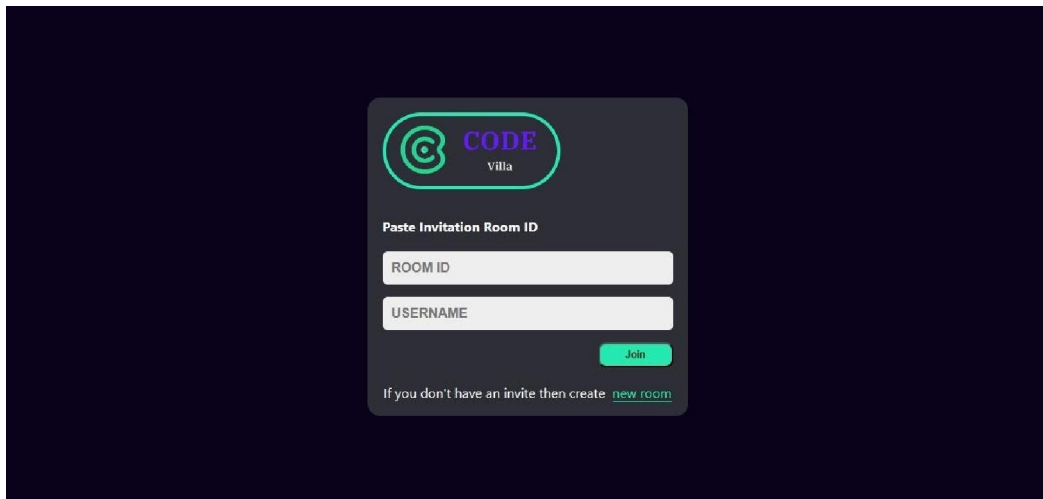 CODE
Villa
Paste Invitation Room ID
ROOM ID
USERNAME
Join
If you don't have an invite then create new room